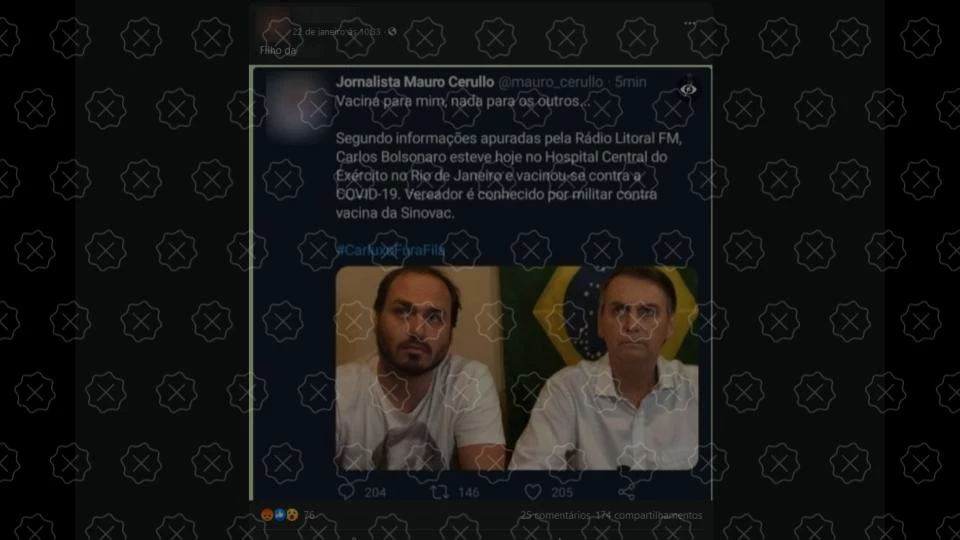 22 de janeiro às 10:33
Filho da
Jornalista Mauro Cerullo @mauro_cerullo · 5min
Vacina para mim, nada para os outros...
Segundo informações apuradas pela Rádio Litoral FM,
Carlos Bolsonaro esteve hoje no Hospital Central do
Exército no Rio de Janeiro e vacinou-se contra a
COVID-19. Vereador é conhecido por militar contra
vacina da Sinovac.
#CarluxoFuraFila
204 146 205
76 25 comentários 174 compartilhamentos